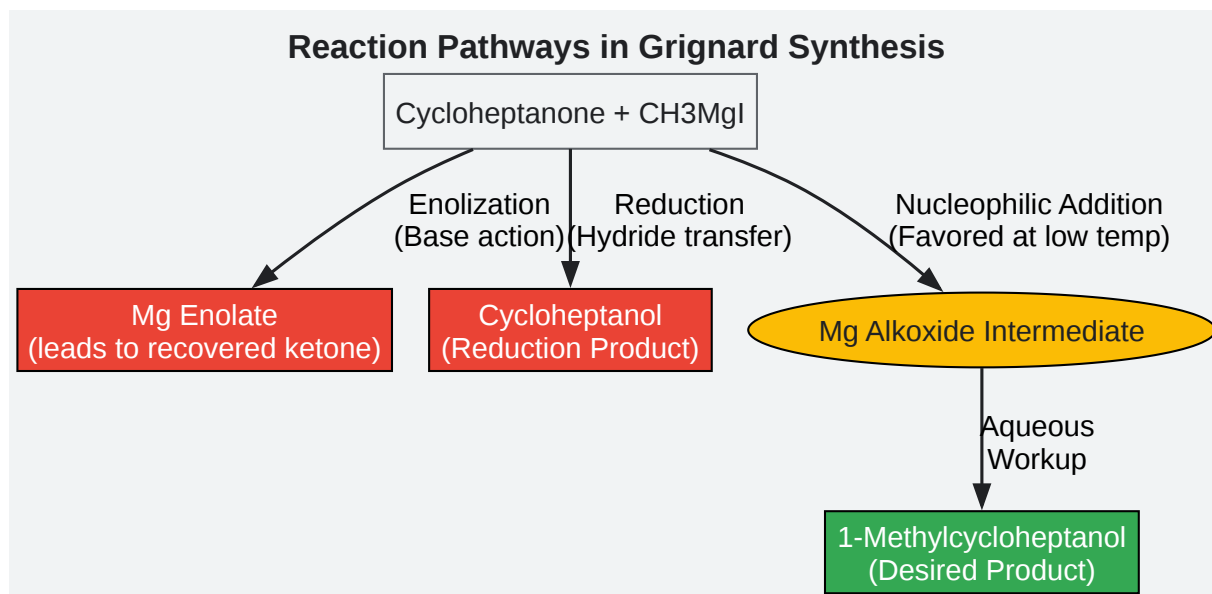 Reaction Pathways in Grignard Synthesis
Cycloheptanone + CH3MgI
Enolization
(Base action)
Reduction
(Hydride transfer)
Nucleophilic Addition
(Favored at low temp)
Mg Enolate
(leads to recovered ketone)
Cycloheptanol
(Reduction Product)
Mg Alkoxide Intermediate
Aqueous
Workup
1-Methylcycloheptanol
(Desired Product)